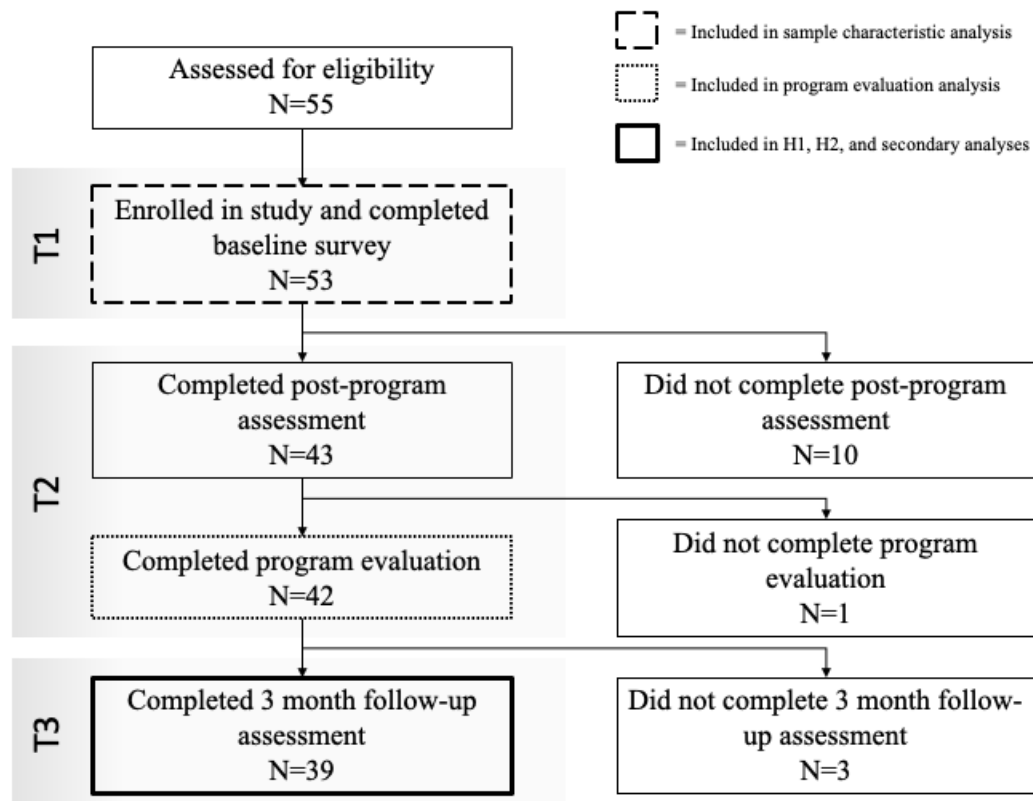 Assessed for eligibility
N=55
= Included in sample characteristic analysis
= Included in program evaluation analysis
= Included in H1, H2, and secondary analyses
T1
Enrolled in study and completed
baseline survey
N=53
T2
Completed post-program
assessment
N=43
Did not complete post-program
assessment
N=10
Completed program evaluation
N=42
Did not complete program
evaluation
N=1
T3
Completed 3 month follow-up
assessment
N=39
Did not complete 3 month follow-
up assessment
N=3